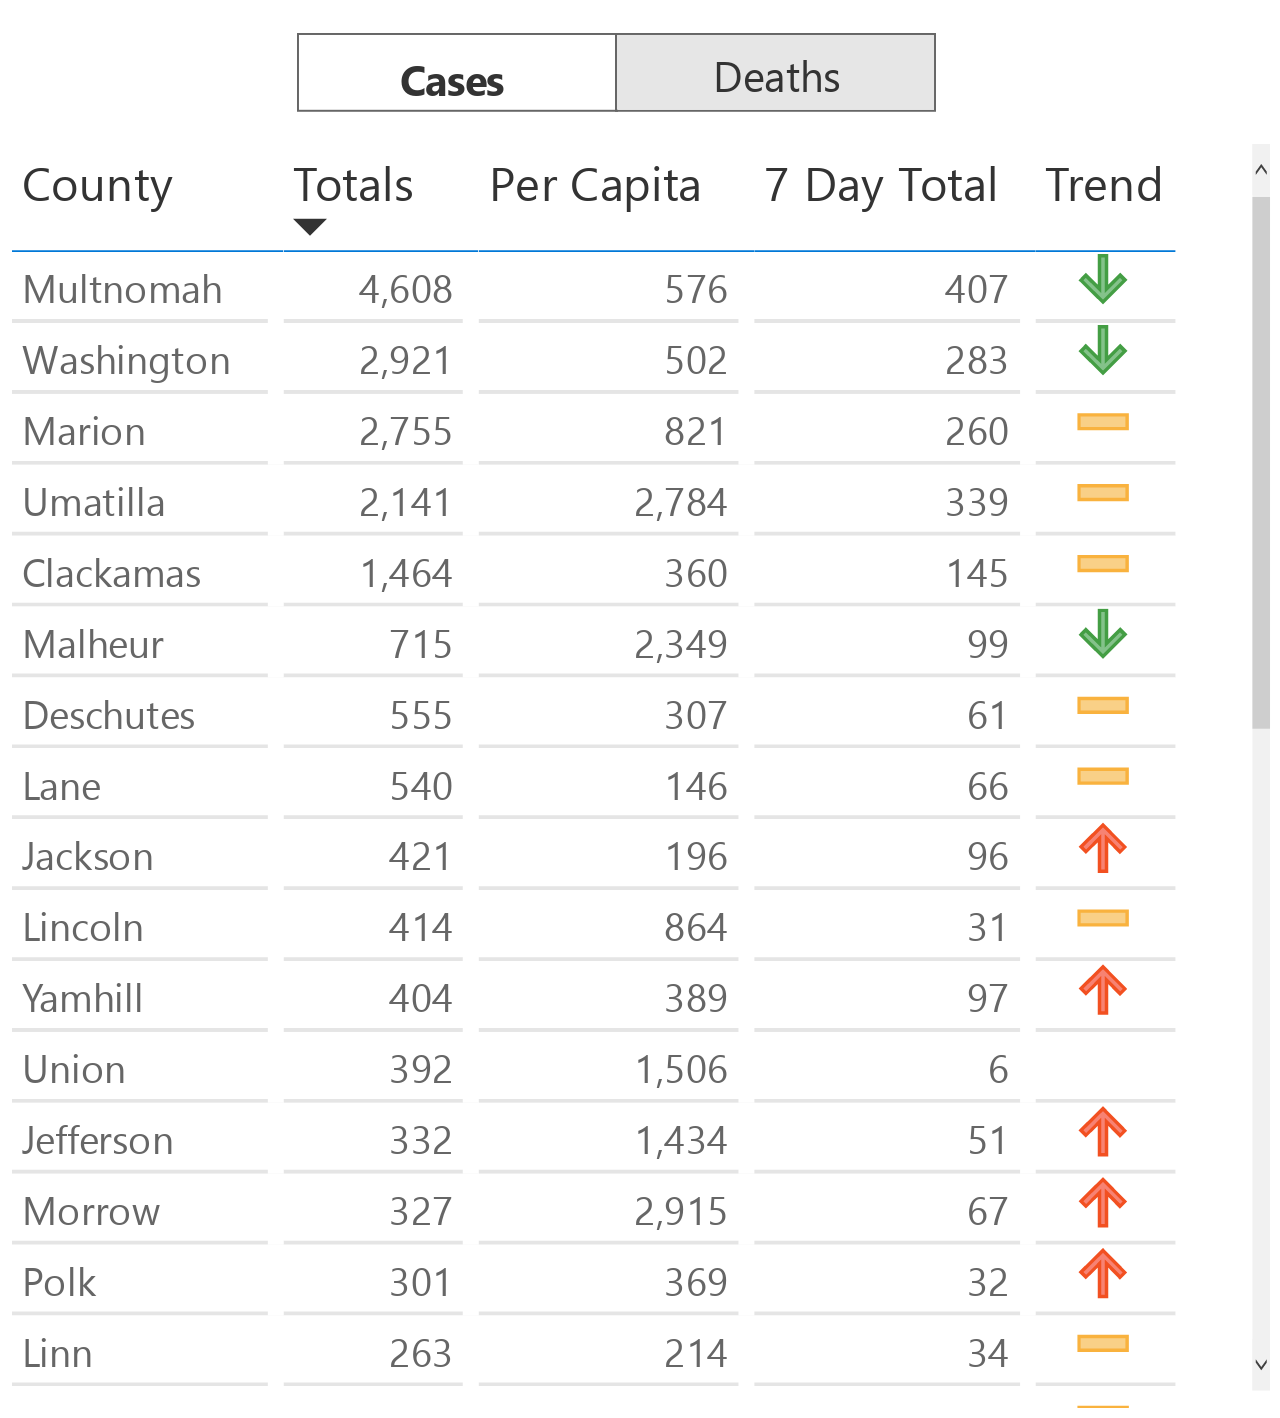 Cases Deaths
County Totals Per Capita 7 Day Total Trend
Multnomah 4,608 576 407
Washington 2,921 502 283
Marion 2,755 821 260
Umatilla 2,141 2,784 339
Clackamas 1,464 360 145
Malheur 715 2,349 99
Deschutes 555 307 61
Lane 540 146 66
Jackson 421 196 96
Lincoln 414 864 31
Yamhill 404 389 97
Union 392 1,506 6
Jefferson 332 1,434 51
Morrow 327 2,915 67
Polk 301 369 32
Linn 263 214 34